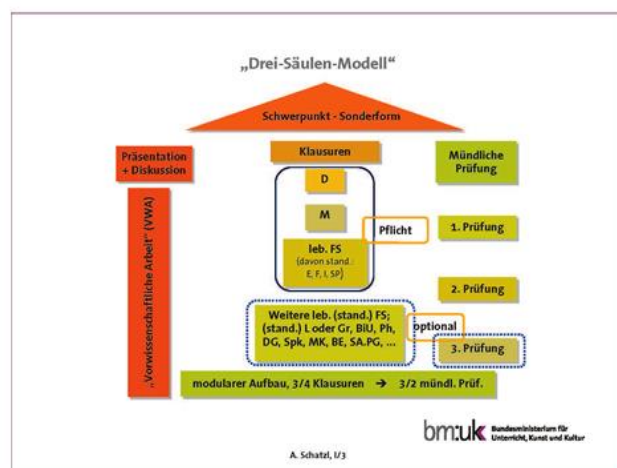 „Drei-Säulen-Modell“
Schwerpunkt - Sonderform
Präsentation
+ Diskussion
„Vorwissenschaftliche Arbeit“ (VWA)
Klausuren
D
M
leb. FS
(davon stand.:
E, F, I, SP)
Pflicht
Weitere leb. (stand.) FS;
(stand.) L oder Gr, BiU, Ph,
DG, Spk, MK, BE, SA.PG, ...
optional
Mündliche
Prüfung
1. Prüfung
2. Prüfung
3. Prüfung
modularer Aufbau, 3/4 Klausuren → 3/2 mündl. Prüf.
bm:uk Bundesministerium für
Unterricht, Kunst und Kultur
A. Schatzl, I/3